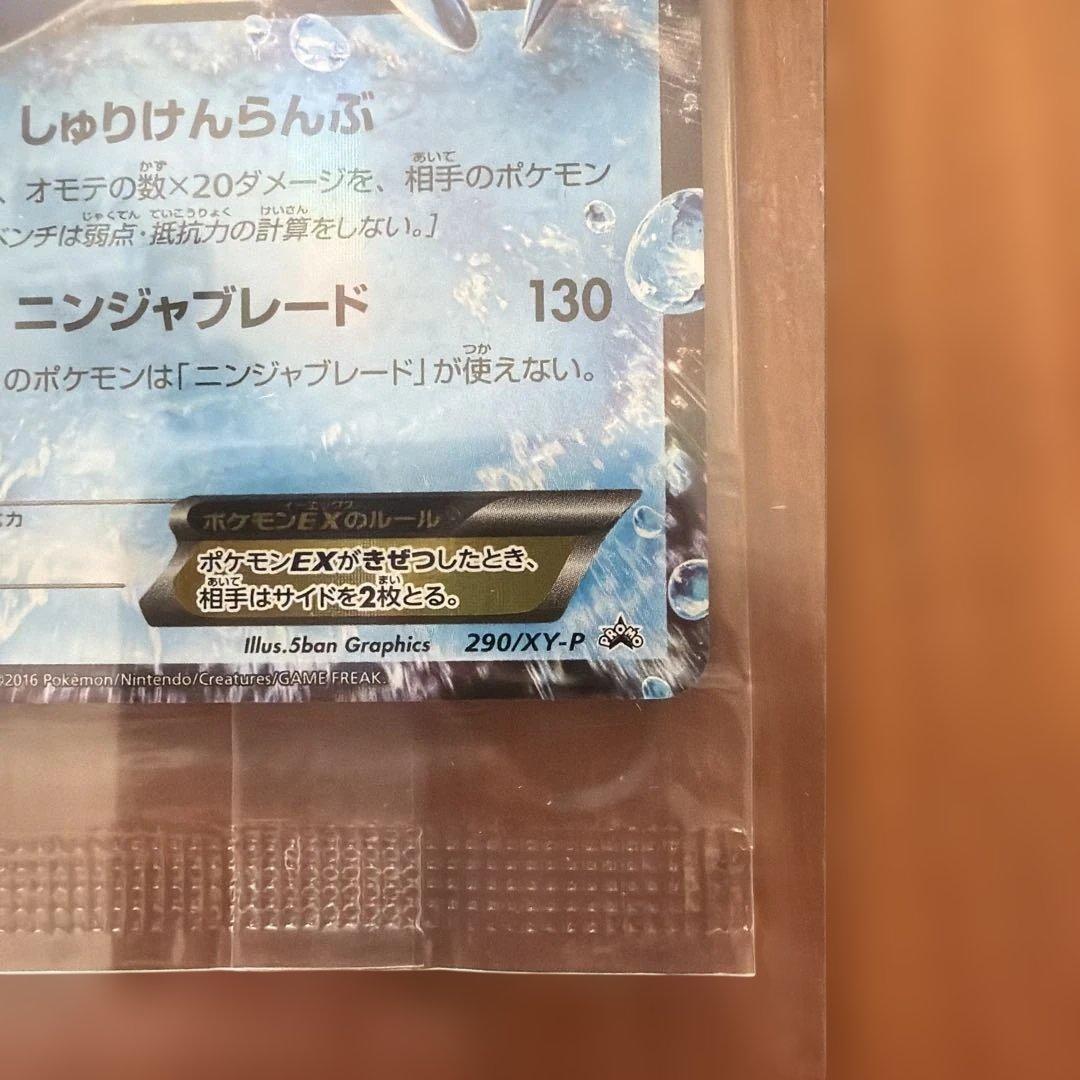 しゅりけんらんぶ
、オモテの数×20ダメージを、相手のポケモン
ベンチは弱点・抵抗力の計算をしない。]
ニンジャブレード 130
のポケモンは「ニンジャブレード」が使えない。
力
ポケモンEXのルール
ポケモンEXがきぜつしたとき、
相手はサイドを2枚とる。
Illus.5ban Graphics 290/XY-P PROMO
©2016 Pokémon/Nintendo/Creatures/GAME FREAK.